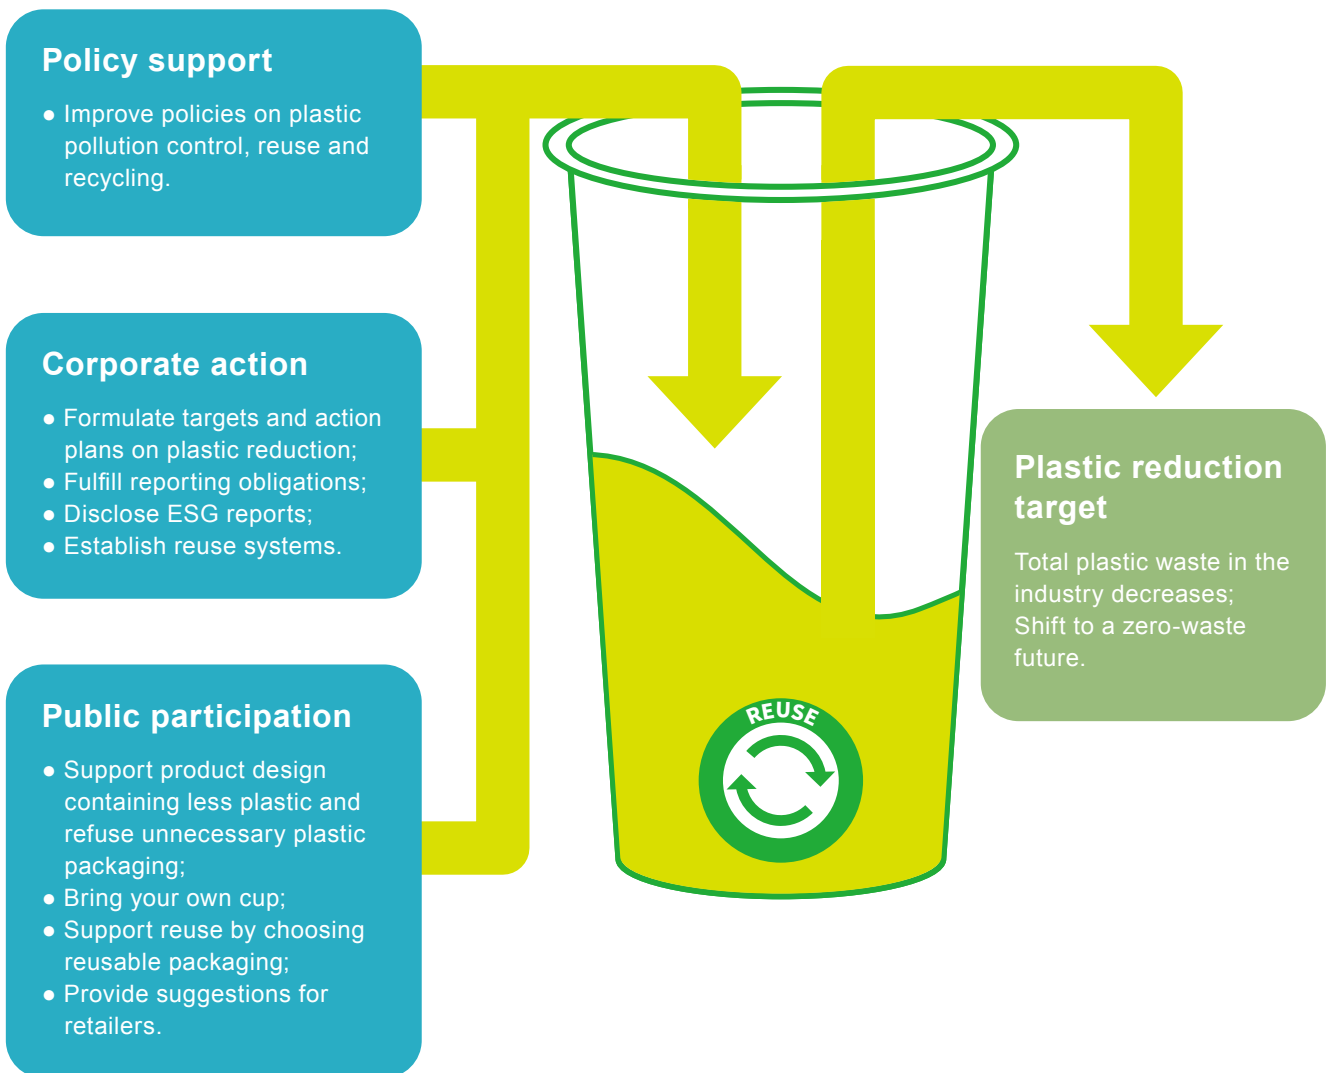 Policy support
● Improve policies on plastic
pollution control, reuse and
recycling.
Corporate action
● Formulate targets and action
plans on plastic reduction;
● Fulfill reporting obligations;
● Disclose ESG reports;
● Establish reuse systems.
Public participation
● Support product design
containing less plastic and
refuse unnecessary plastic
packaging;
● Bring your own cup;
● Support reuse by choosing
reusable packaging;
● Provide suggestions for
retailers.
REUSE
Plastic reduction
target
Total plastic waste in the
industry decreases;
Shift to a zero-waste
future.